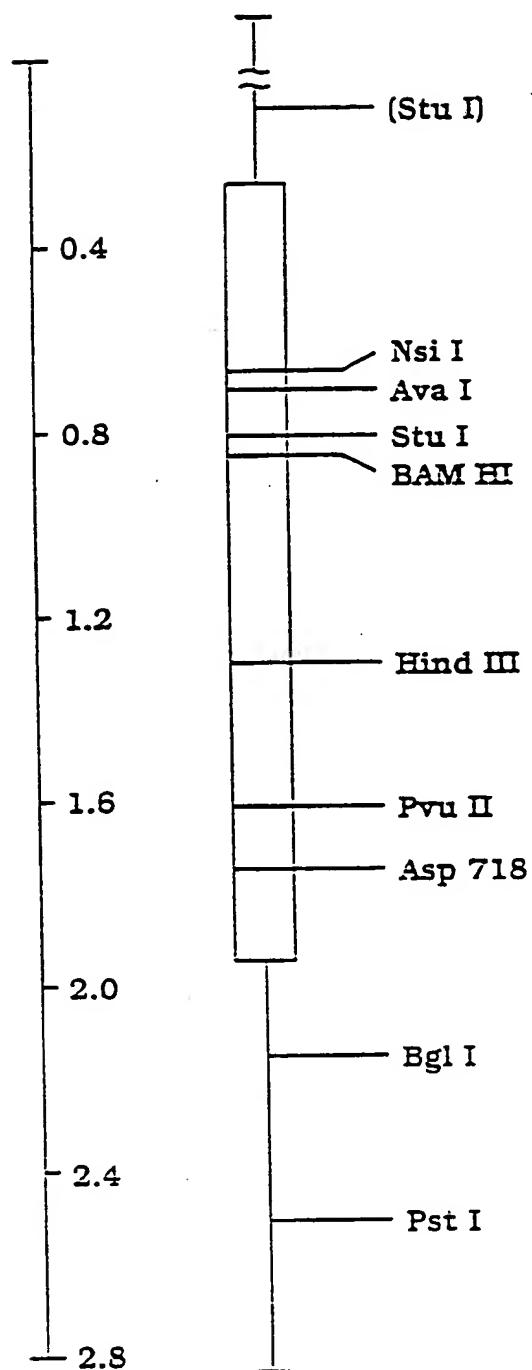 (Stu I)
0.4
Nsi I
Ava I
0.8
Stu I
BAM HI
1.2
Hind III
1.6
Pvu II
Asp 718
2.0
Bgl I
2.4
Pst I
2.8